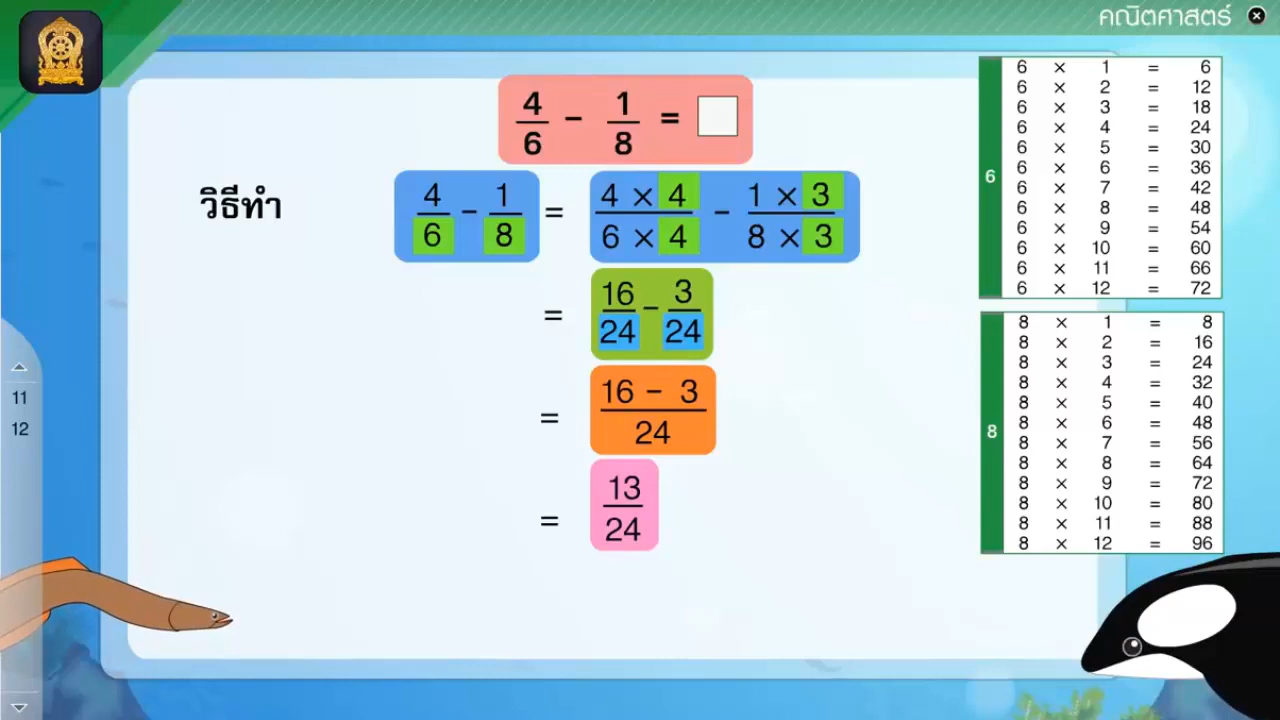 คณิตศาสตร์
4/6 - 1/8 = □
วิธีทำ
4/6 - 1/8 = (4 × 4)/(6 × 4) - (1 × 3)/(8 × 3)
= 16/24 - 3/24
= (16 - 3)/24
= 13/24
11
12
6
6 × 1 = 6
6 × 2 = 12
6 × 3 = 18
6 × 4 = 24
6 × 5 = 30
6 × 6 = 36
6 × 7 = 42
6 × 8 = 48
6 × 9 = 54
6 × 10 = 60
6 × 11 = 66
6 × 12 = 72
8
8 × 1 = 8
8 × 2 = 16
8 × 3 = 24
8 × 4 = 32
8 × 5 = 40
8 × 6 = 48
8 × 7 = 56
8 × 8 = 64
8 × 9 = 72
8 × 10 = 80
8 × 11 = 88
8 × 12 = 96